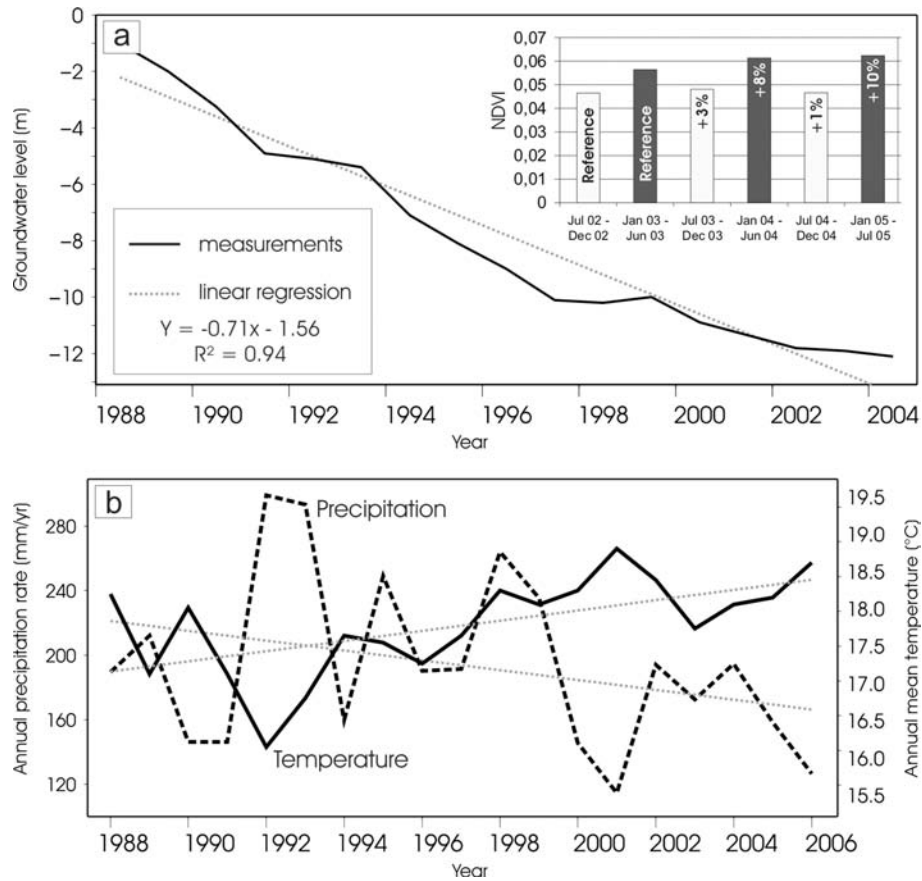 a
0
−2
−4
−6
−8
−10
−12
Groundwater level (m)
measurements
linear regression
Y = -0.71x - 1.56
R² = 0.94
1988 1990 1992 1994 1996 1998 2000 2002 2004
Year
0,07
0,06
0,05
0,04
0,03
0,02
0,01
0
NDVI
Reference
Reference
+3%
+8%
+1%
+10%
Jul 02 - Jan 03 - Jul 03 - Jan 04 - Jul 04 - Jan 05 -
Dec 02 Jun 03 Dec 03 Jun 04 Dec 04 Jul 05
b
Precipitation
Temperature
280
240
200
160
120
Annual precipitation rate (mm/yr)
19.5
19.0
18.5
18.0
17.5
17.0
16.5
16.0
15.5
Annual mean temperature (°C)
1988 1990 1992 1994 1996 1998 2000 2002 2004 2006
Year